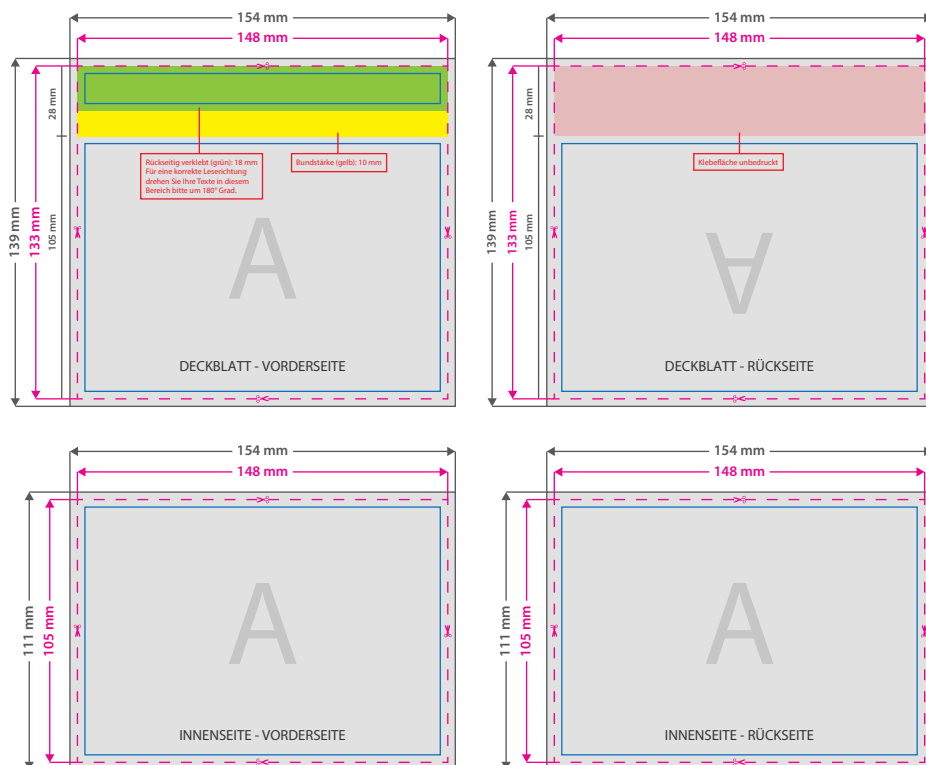 154 mm
148 mm
139 mm
133 mm
28 mm
105 mm
Rückseitig verklebt (grün): 18 mm
Für eine korrekte Leserichtung
drehen Sie Ihre Texte in diesem
Bereich bitte um 180° Grad.
Bundstärke (gelb): 10 mm
A
DECKBLATT - VORDERSEITE
154 mm
148 mm
139 mm
133 mm
28 mm
105 mm
Klebefläche unbedruckt
A
DECKBLATT - RÜCKSEITE
154 mm
148 mm
111 mm
105 mm
A
INNENSEITE - VORDERSEITE
154 mm
148 mm
111 mm
105 mm
A
INNENSEITE - RÜCKSEITE